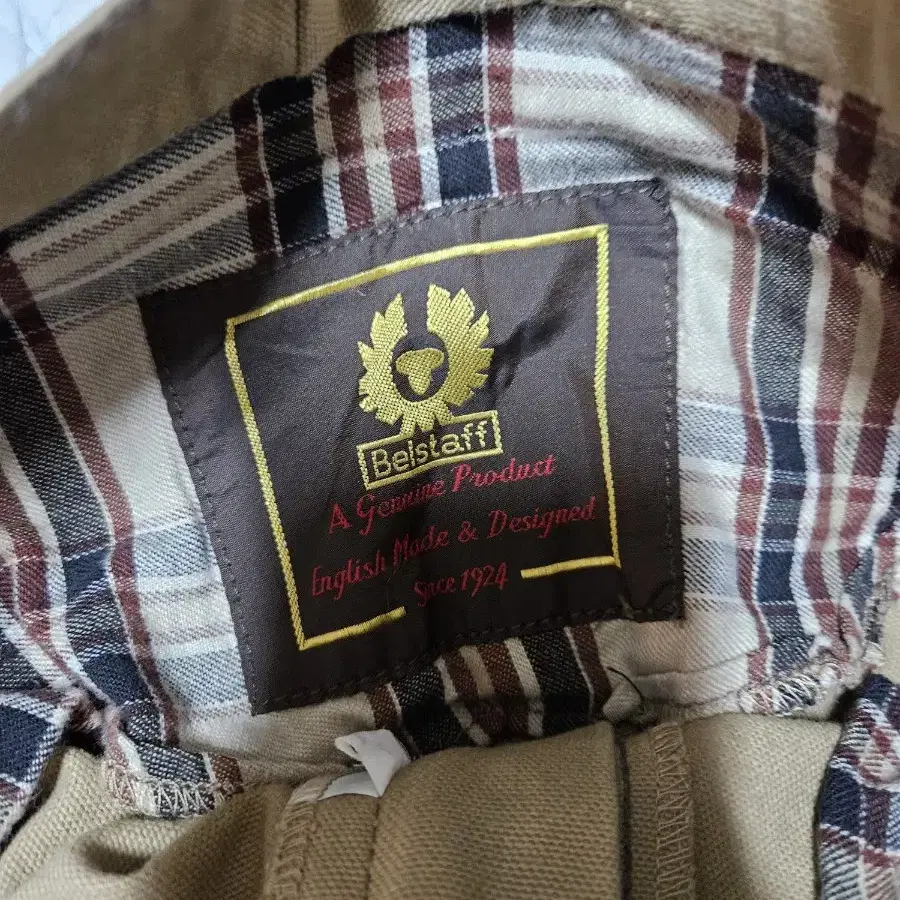 Belstaff
A Genuine Product
English Made & Designed
Since 1924